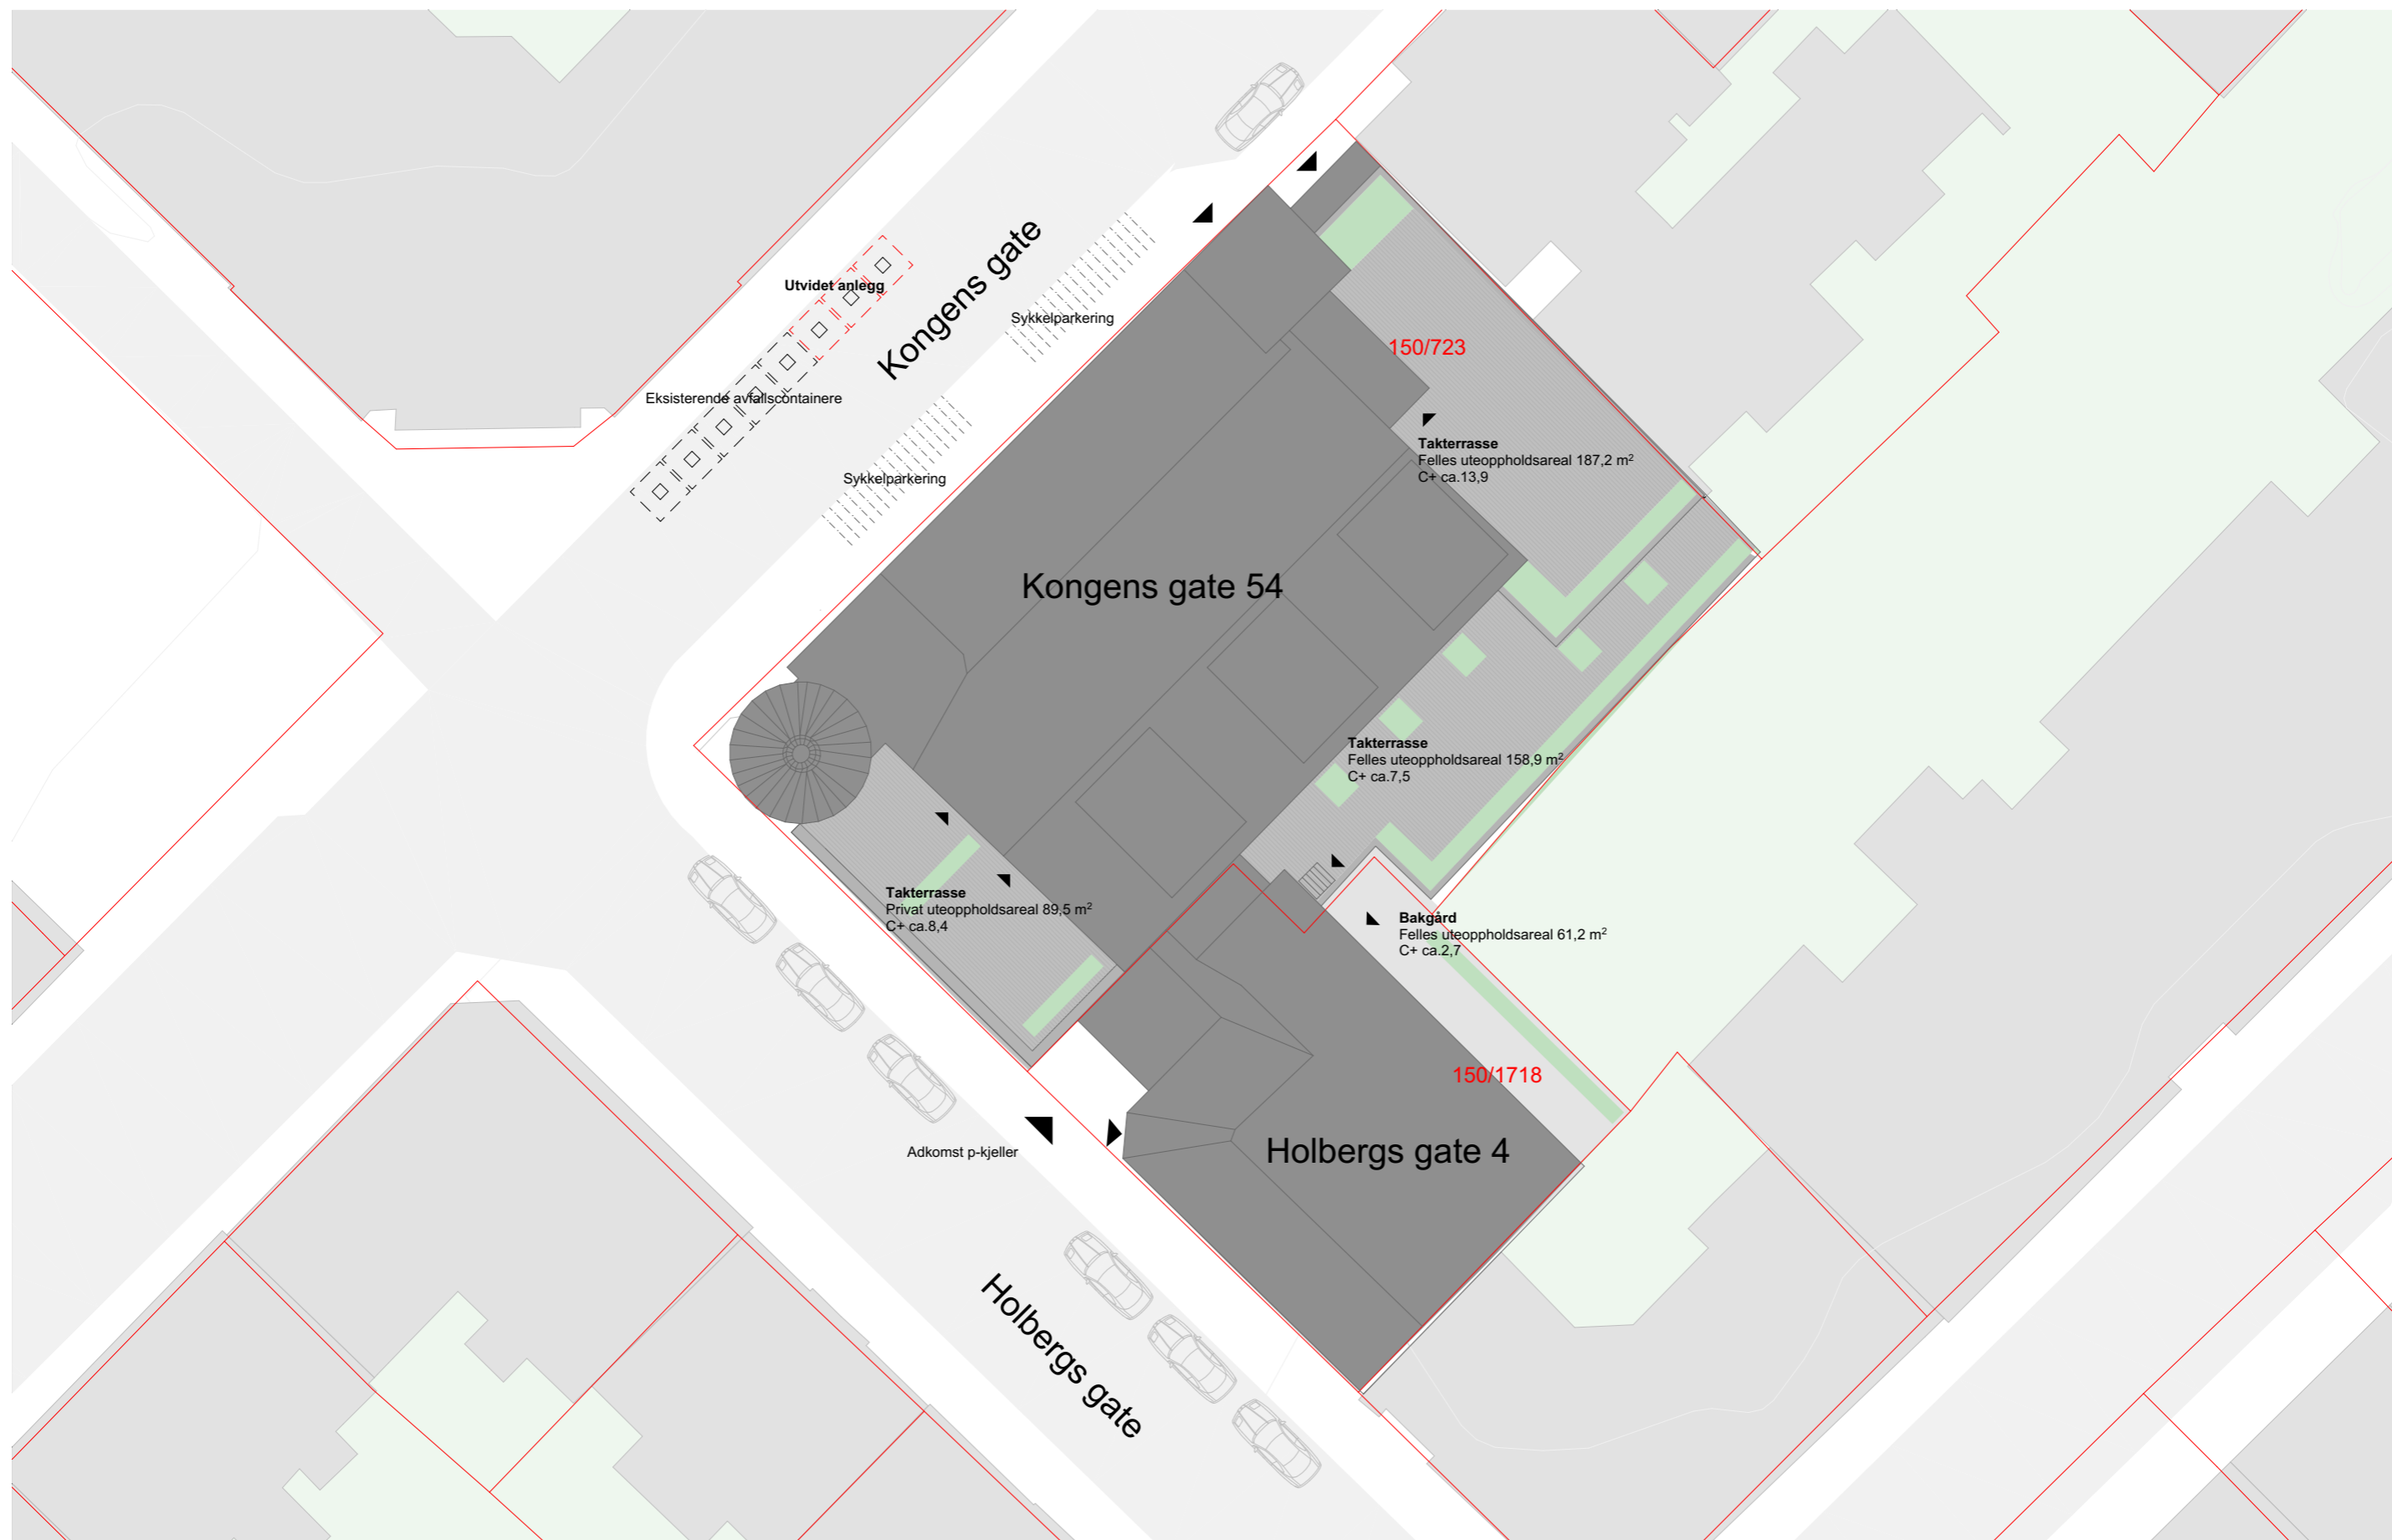 Kongens gate
Utvidet anlegg
Sykkelparkering
150/723
Eksisterende avfallscontainere
Takterrasse
Felles uteoppholdsareal 187,2 m²
C+ ca.13,9
Sykkelparkering
Kongens gate 54
Takterrasse
Felles uteoppholdsareal 158,9 m²
C+ ca.7,5
Takterrasse
Privat uteoppholdsareal 89,5 m²
C+ ca.8,4
Bakgård
Felles uteoppholdsareal 61,2 m²
C+ ca.2,7
150/1718
Adkomst p-kjeller
Holbergs gate 4
Holbergs gate